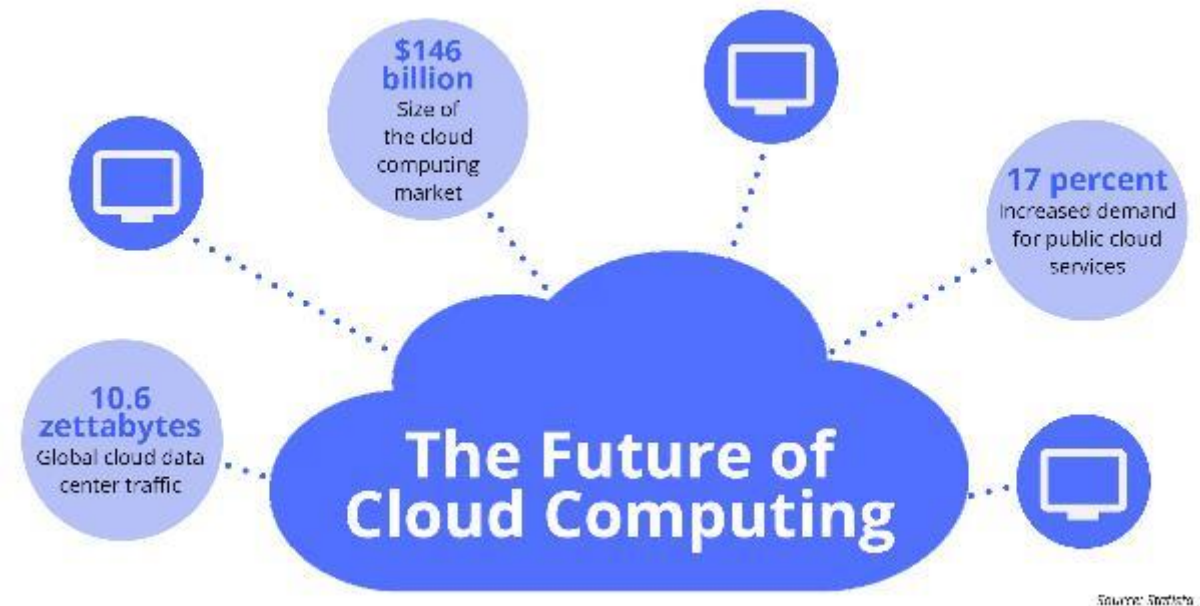 $146
billion
Size of
the cloud
computing
market
17 percent
Increased demand
for public cloud
services
10.6
zettabytes
Global cloud data
center traffic
The Future of
Cloud Computing
Source: Statista